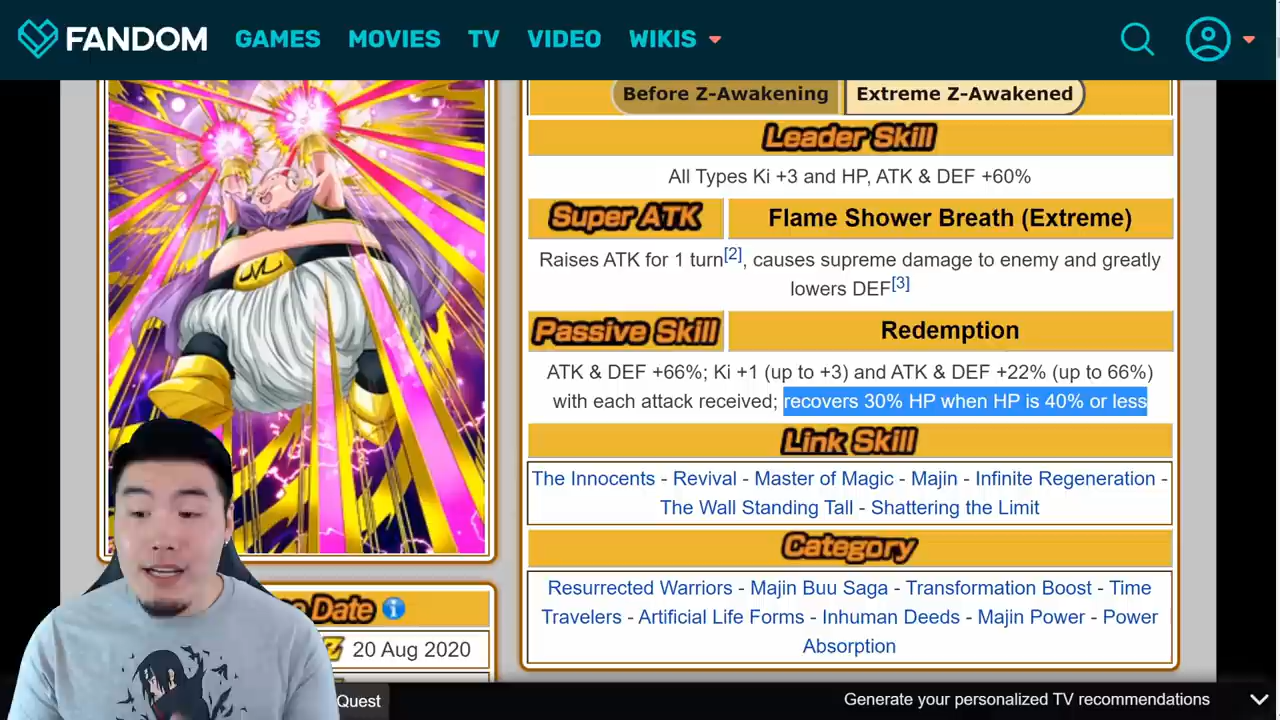 FANDOM GAMES MOVIES TV VIDEO WIKIS
Before Z-Awakening Extreme Z-Awakened
Leader Skill
All Types Ki +3 and HP, ATK & DEF +60%
Super ATK Flame Shower Breath (Extreme)
Raises ATK for 1 turn[2], causes supreme damage to enemy and greatly
lowers DEF[3]
Passive Skill Redemption
ATK & DEF +66%; Ki +1 (up to +3) and ATK & DEF +22% (up to 66%)
with each attack received; recovers 30% HP when HP is 40% or less
Link Skill
The Innocents - Revival - Master of Magic - Majin - Infinite Regeneration -
The Wall Standing Tall - Shattering the Limit
Category
Resurrected Warriors - Majin Buu Saga - Transformation Boost - Time
Travelers - Artificial Life Forms - Inhuman Deeds - Majin Power - Power
Absorption
Date
20 Aug 2020
Quest
Generate your personalized TV recommendations